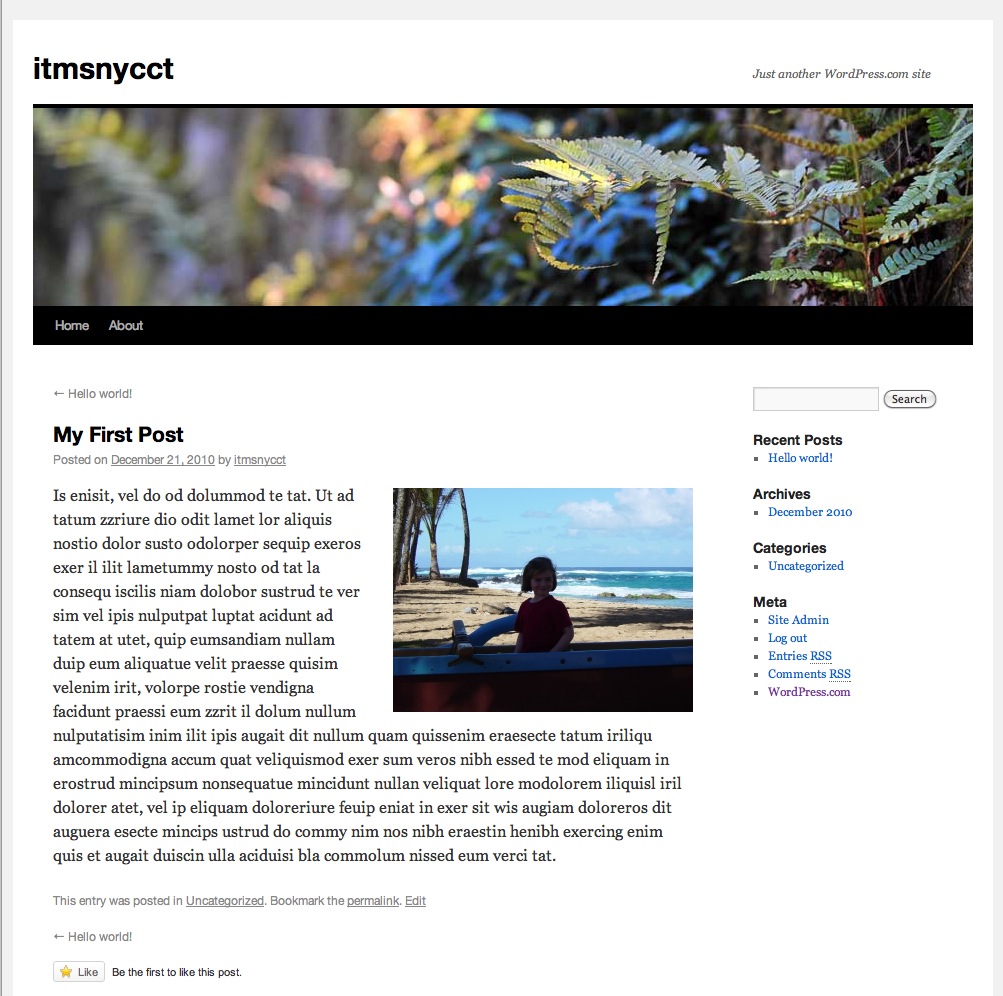 itmsnycct
Just another WordPress.com site
Home About
← Hello world!
My First Post
Posted on December 21, 2010 by itmsnycct
Is enisit, vel do od dolummod te tat. Ut ad
tatum zzriure dio odit lamet lor aliquis
nostio dolor susto odolorper sequip exeros
exer il ilit lametummy nosto od tat la
consequ iscilis niam dolobor sustrud te ver
sim vel ipis nulputpat luptat acidunt ad
tatem at utet, quip eumsandiam nullam
duip eum aliquatue velit praesse quisim
velenim irit, volorpe rostie vendigna
facidunt praessi eum zzrit il dolum nullum
nulputatisim inim ilit ipis augait dit nullum quam quissenim eraesecte tatum iriliqu
amcommodigna accum quat veliquismod exer sum veros nibh essed te mod eliquam in
erostrud mincipsum nonsequatue mincidunt nullan veliquat lore modolorem iliquisl iril
dolorer atet, vel ip eliquam doloreriure feuip eniat in exer sit wis augiam doloreros dit
auguera esecte mincips ustrud do commy nim nos nibh eraestin henibh exercing enim
quis et augait duiscin ulla aciduisi bla commolum nissed eum verci tat.
This entry was posted in Uncategorized. Bookmark the permalink. Edit
← Hello world!
Like Be the first to like this post.
Search
Recent Posts
Hello world!
Archives
December 2010
Categories
Uncategorized
Meta
Site Admin
Log out
Entries RSS
Comments RSS
WordPress.com